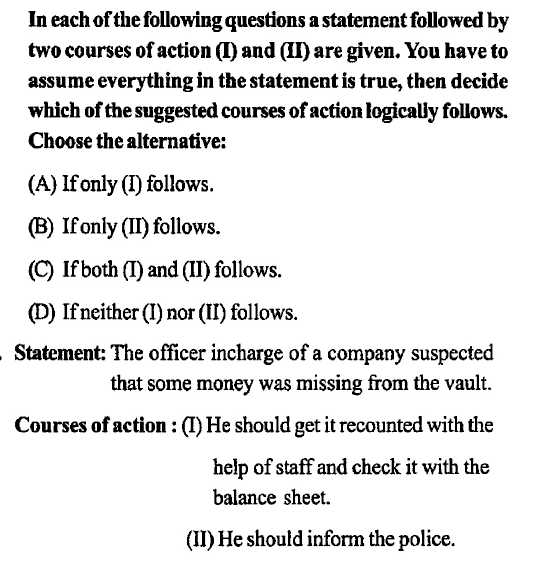 In each of the following questions a statement followed by
two courses of action (I) and (II) are given. You have to
assume everything in the statement is true, then decide
which of the suggested courses of action logically follows.
Choose the alternative:
(A) If only (I) follows.
(B) If only (II) follows.
(C) If both (I) and (II) follows.
(D) If neither (I) nor (II) follows.
. Statement: The officer incharge of a company suspected
that some money was missing from the vault.
Courses of action : (I) He should get it recounted with the
help of staff and check it with the
balance sheet.
(II) He should inform the police.